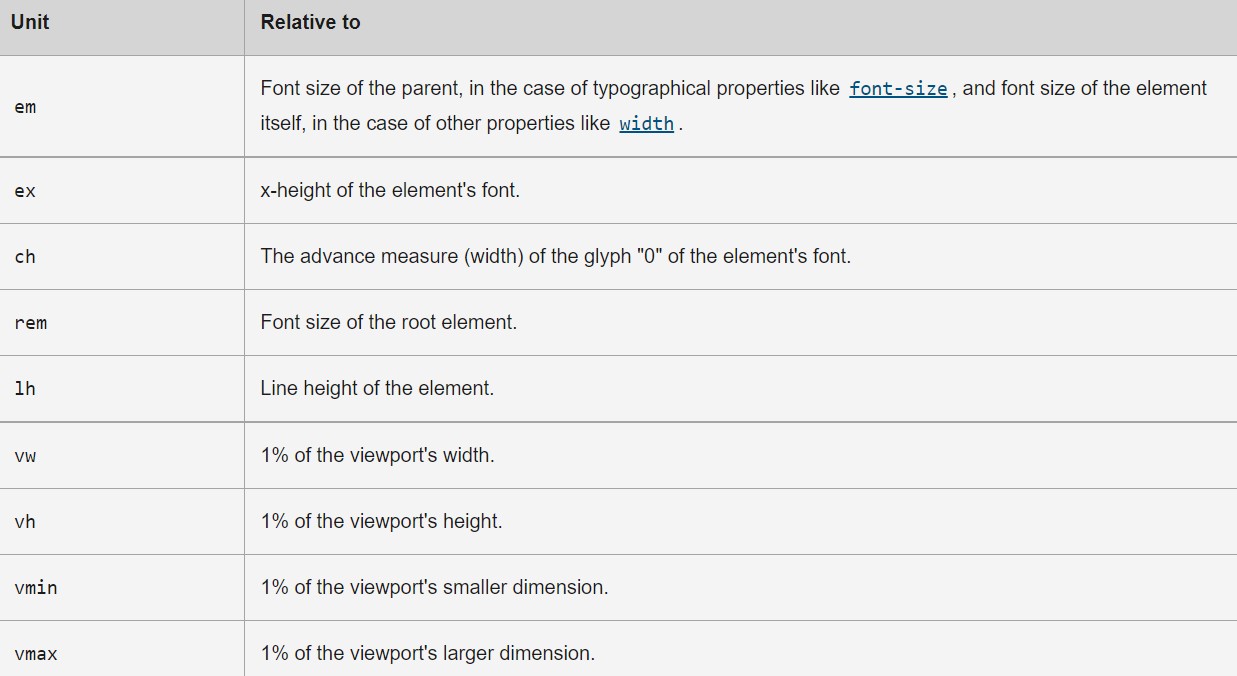 Unit Relative to
em Font size of the parent, in the case of typographical properties like font-size, and font size of the element
itself, in the case of other properties like width.
ex x-height of the element's font.
ch The advance measure (width) of the glyph "0" of the element's font.
rem Font size of the root element.
lh Line height of the element.
vw 1% of the viewport's width.
vh 1% of the viewport's height.
vmin 1% of the viewport's smaller dimension.
vmax 1% of the viewport's larger dimension.